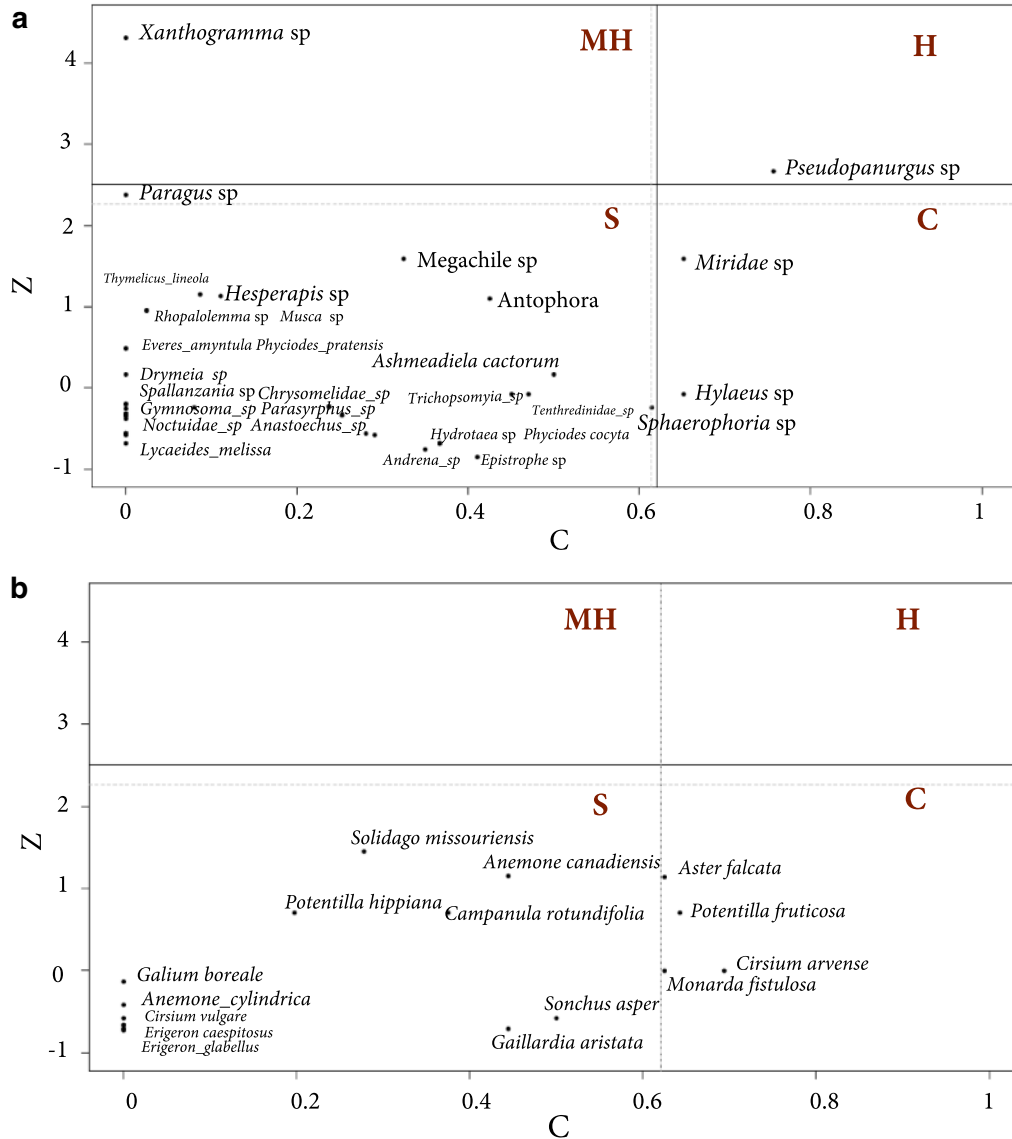 a
Xanthogramma sp
MH
H
4
3
Pseudopanurgus sp
Paragus sp
S
C
2
Megachile sp
Miridae sp
Thymelicus_lineola
Hesperapis sp
Antophora
1
Rhopalolemma sp Musca sp
Z
Everes_amyntula Phyciodes_pratensis
Ashmeadiela cactorum
Drymeia sp
0
Spallanzania sp Chrysomelidae_sp
Trichopsomyia_sp
Hylaeus sp
Gymnosoma_sp Parasyrphus_sp
Tenthredinidae_sp
Noctuidae_sp Anastoechus_sp
Sphaerophoria sp
Hydrotaea sp Phyciodes cocyta
Lycaeides_melissa
Andrena_sp
Epistrophe sp
-1
0 0.2 0.4 0.6 0.8 1
C
b
MH
H
4
3
S
C
2
Z
Solidago missouriensis
Anemone canadiensis
Aster falcata
1
Potentilla hippiana
Campanula rotundifolia
Potentilla fruticosa
0
Galium boreale
Cirsium arvense
Monarda fistulosa
Anemone_cylindrica
Sonchus asper
Cirsium vulgare
Erigeron caespitosus
Gaillardia aristata
Erigeron_glabellus
-1
0 0.2 0.4 0.6 0.8 1
C